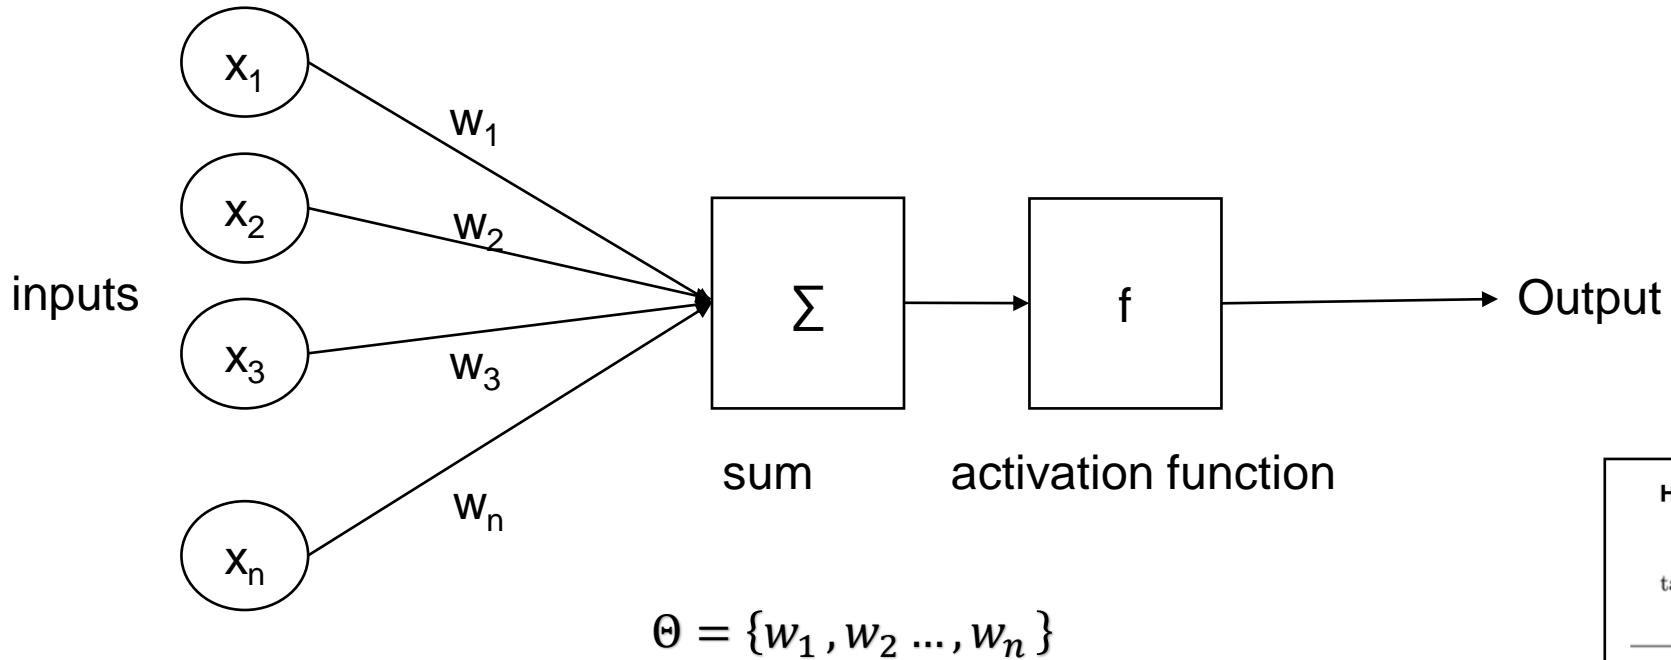 x₁
w₁
x₂
w₂
inputs
Σ
f
Output
x₃
w₃
sum
activation function
wₙ
xₙ
Θ = {w₁, w₂ …, wₙ}